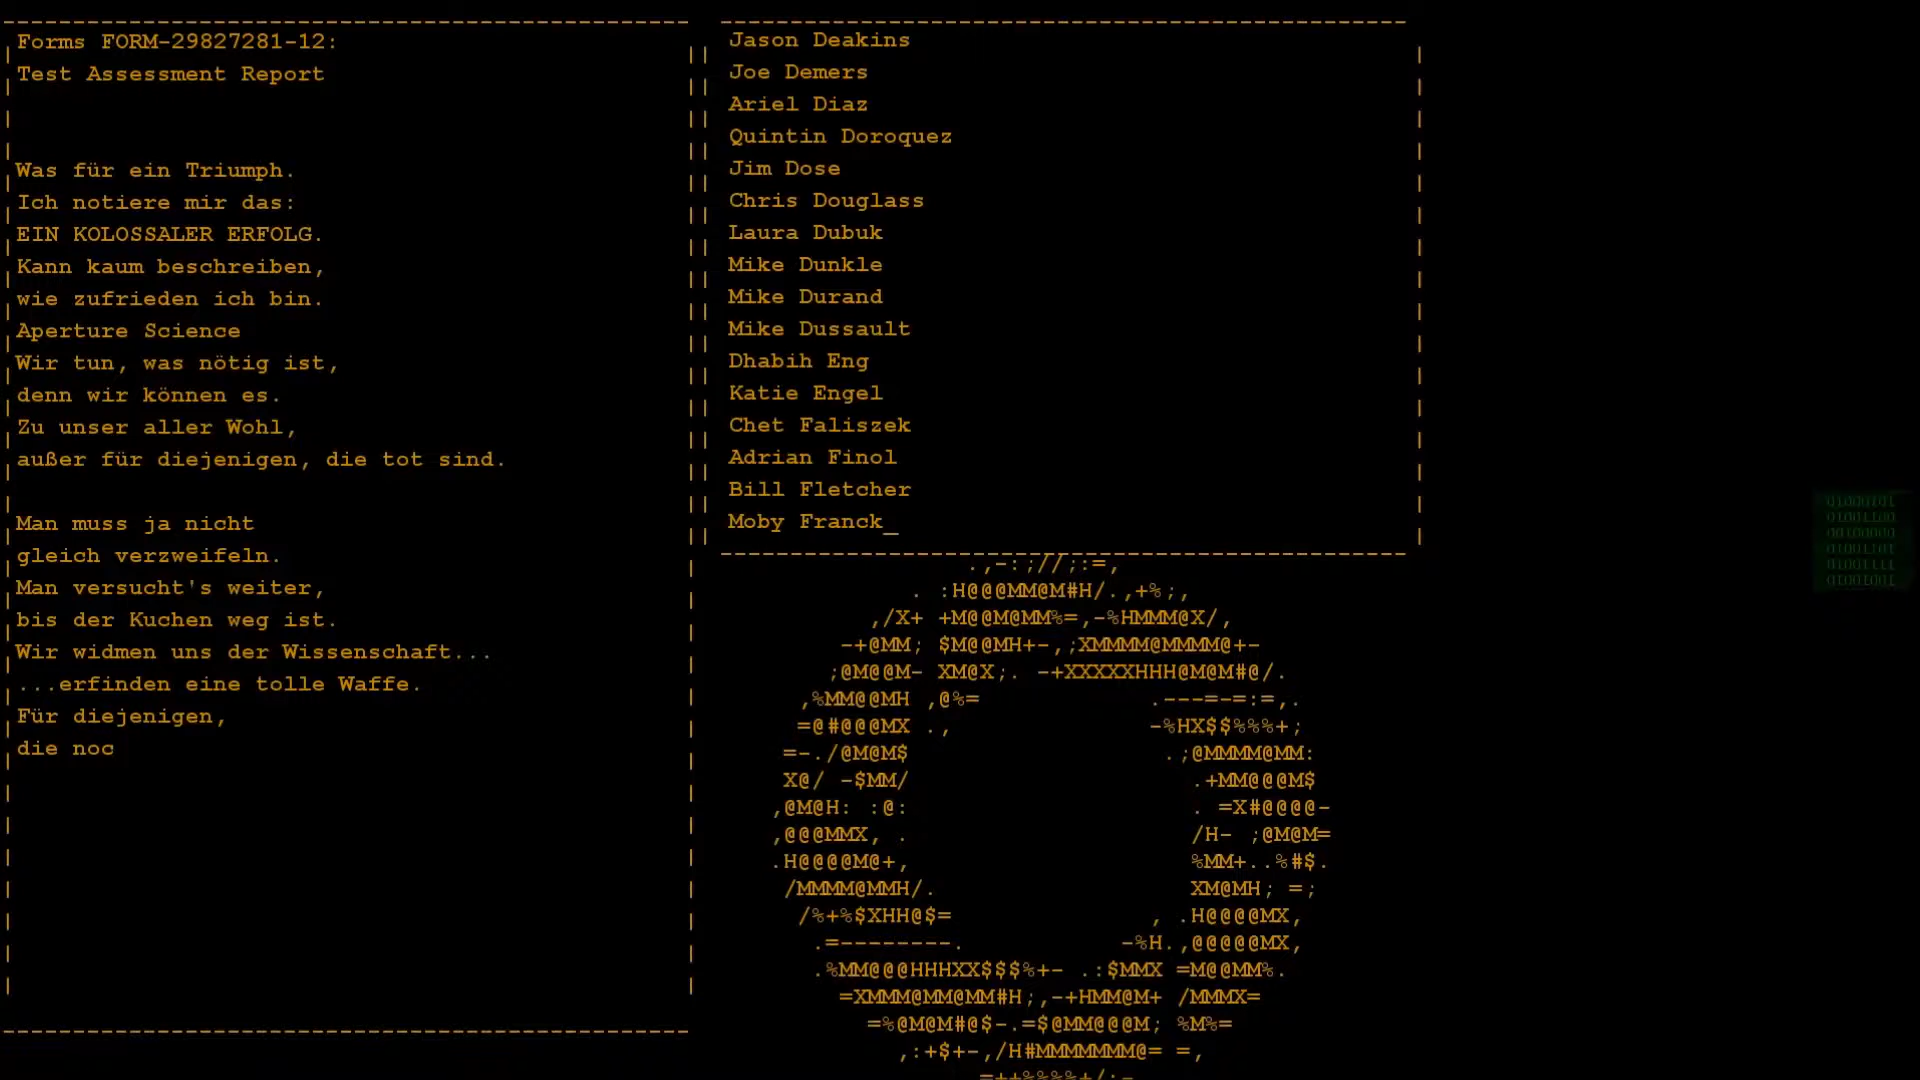 Forms FORM-29827281-12:
Test Assessment Report
Was für ein Triumph.
Ich notiere mir das:
EIN KOLOSSALER ERFOLG.
Kann kaum beschreiben,
wie zufrieden ich bin.
Aperture Science
Wir tun, was nötig ist,
denn wir können es.
Zu unser aller Wohl,
außer für diejenigen, die tot sind.
Man muss ja nicht
gleich verzweifeln.
Man versucht's weiter,
bis der Kuchen weg ist.
Wir widmen uns der Wissenschaft...
...erfinden eine tolle Waffe.
Für diejenigen,
die noc
Jason Deakins
Joe Demers
Ariel Diaz
Quintin Doroquez
Jim Dose
Chris Douglass
Laura Dubuk
Mike Dunkle
Mike Durand
Mike Dussault
Dhabih Eng
Katie Engel
Chet Faliszek
Adrian Finol
Bill Fletcher
Moby Franck_